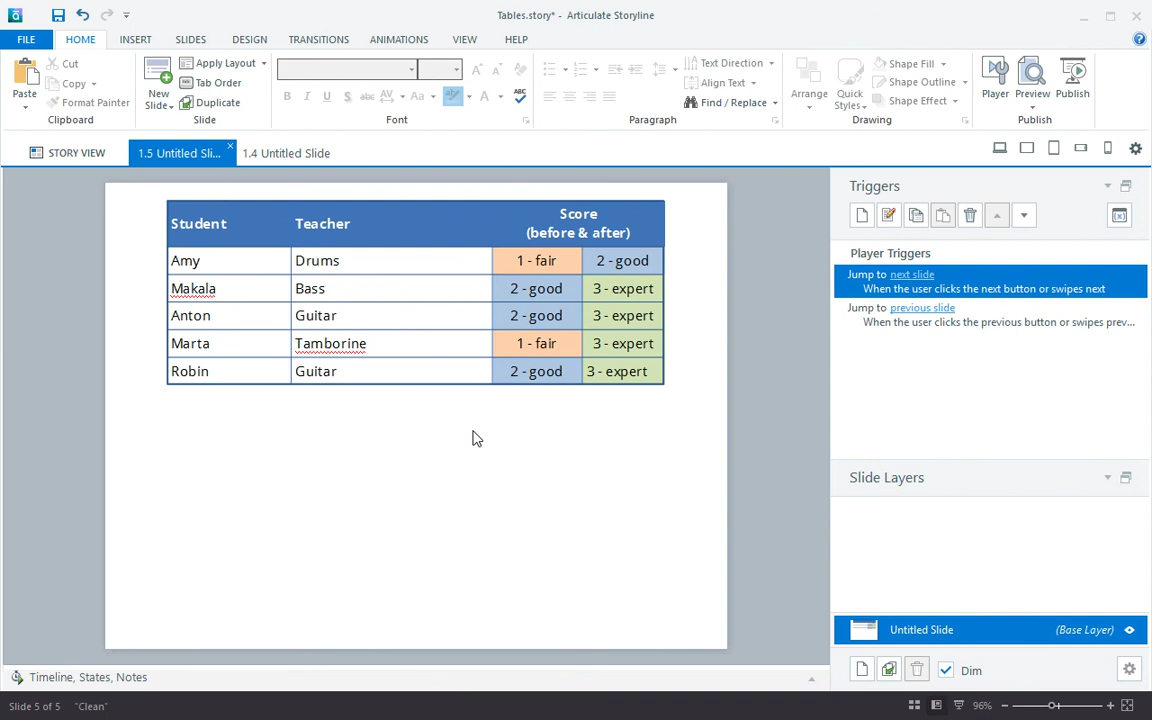 Tables.story* - Articulate Storyline
FILE
HOME
INSERT
SLIDES
DESIGN
TRANSITIONS
ANIMATIONS
VIEW
HELP
Paste
Cut
Copy
Format Painter
Clipboard
New
Slide
Apply Layout
Tab Order
Duplicate
Slide
B I U S abc AV Aa A ABC
Font
Text Direction
Align Text
Find / Replace
Paragraph
Arrange
Quick
Styles
Shape Fill
Shape Outline
Shape Effect
Drawing
Player
Preview
Publish
Publish
STORY VIEW
1.5 Untitled Sli...
1.4 Untitled Slide
Student Teacher Score
(before & after)
Amy Drums 1 - fair 2 - good
Makala Bass 2 - good 3 - expert
Anton Guitar 2 - good 3 - expert
Marta Tamborine 1 - fair 3 - expert
Robin Guitar 2 - good 3 - expert
Triggers
Player Triggers
Jump to next slide
When the user clicks the next button or swipes next
Jump to previous slide
When the user clicks the previous button or swipes prev...
Slide Layers
Untitled Slide (Base Layer)
Dim
Timeline, States, Notes
Slide 5 of 5 "Clean" 96%